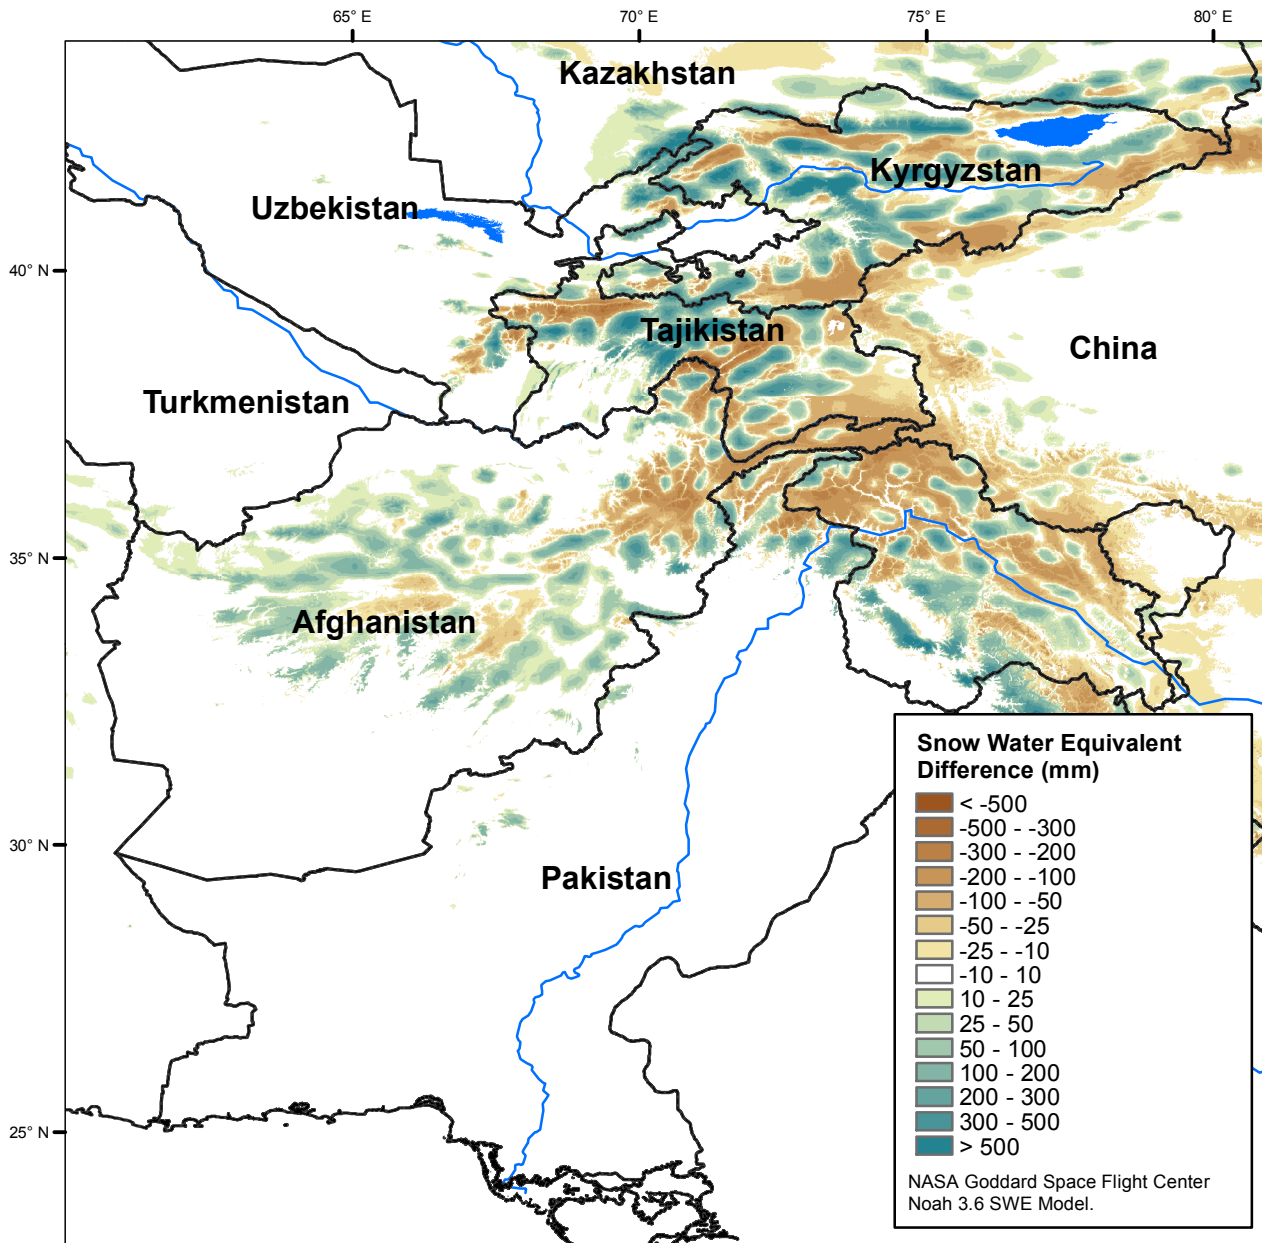 65° E
70° E
75° E
80° E
Kazakhstan
Kyrgyzstan
Uzbekistan
40° N
Tajikistan
China
Turkmenistan
35° N
Afghanistan
30° N
Pakistan
25° N
Snow Water Equivalent
Difference (mm)
< -500
-500 - -300
-300 - -200
-200 - -100
-100 - -50
-50 - -25
-25 - -10
-10 - 10
10 - 25
25 - 50
50 - 100
100 - 200
200 - 300
300 - 500
> 500
NASA Goddard Space Flight Center
Noah 3.6 SWE Model.